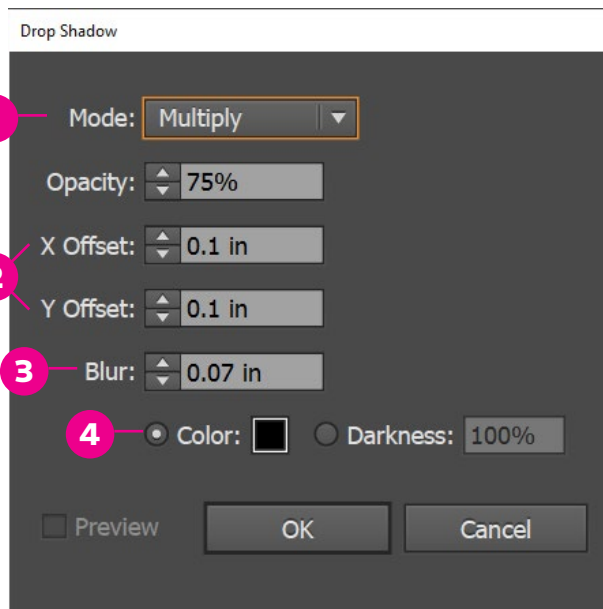 Drop Shadow
Mode: Multiply
Opacity: 75%
X Offset: 0.1 in
2
Y Offset: 0.1 in
3 Blur: 0.07 in
4 Color: Darkness: 100%
Preview OK Cancel